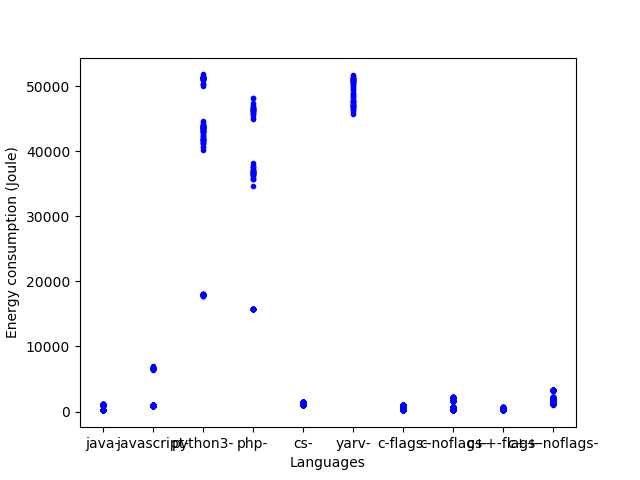 50000
40000
30000
20000
10000
0
Energy consumption (Joule)
java- javascript- python3- php- cs- yarv- c-flags- c-noflags- c++-flags- c++-noflags-
Languages